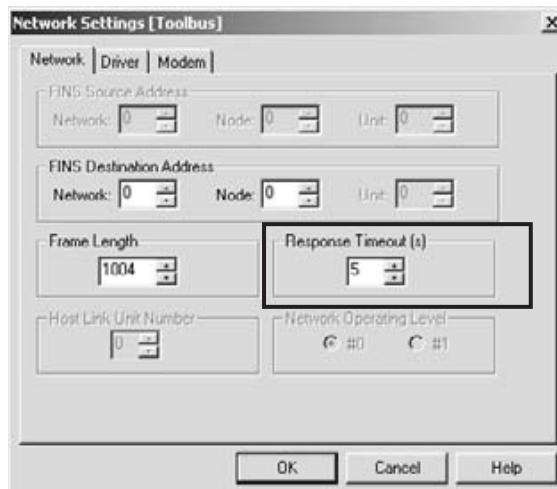 Network Settings [Toolbus]
Network Driver Modem
FINS Source Address
Network: 0 Node: 0 Unit: 0
FINS Destination Address
Network: 0 Node: 0 Unit: 0
Frame Length Response Timeout (s)
1004 5
Host Link Unit Number Network Operating Level
0 #0 #1
OK Cancel Help